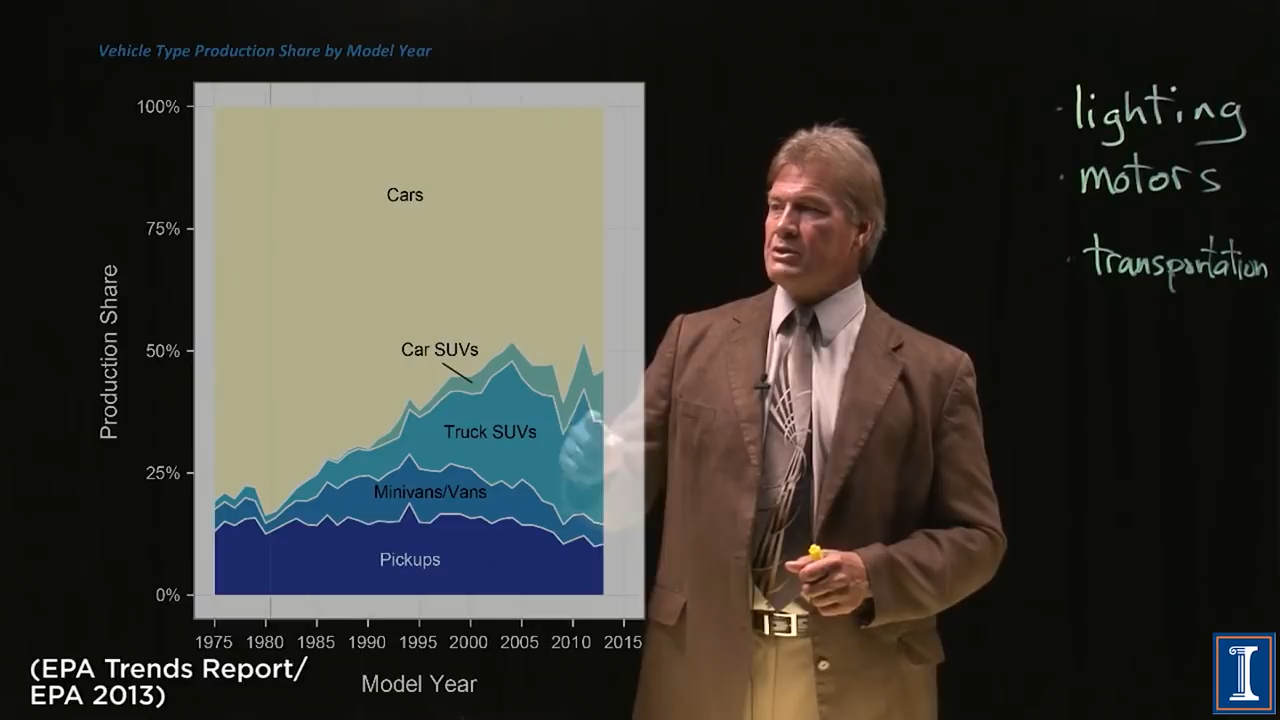 Vehicle Type Production Share by Model Year
100%
75%
50%
25%
0%
Production Share
Cars
Car SUVs
Truck SUVs
Minivans/Vans
Pickups
1975 1980 1985 1990 1995 2000 2005 2010 2015
Model Year
(EPA Trends Report/
EPA 2013)
· lighting
· motors
· transportation
I